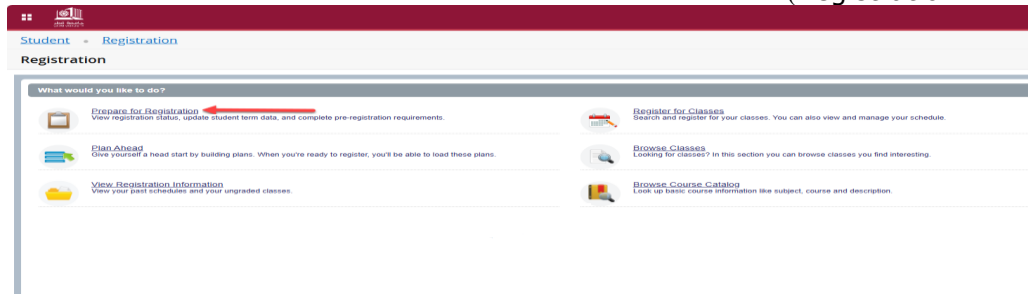 Student • Registration
Registration
What would you like to do?
Prepare for Registration
View registration status, update student term data, and complete pre-registration requirements.
Register for Classes
Search and register for your classes. You can also view and manage your schedule.
Plan Ahead
Give yourself a head start by building plans. When you're ready to register, you'll be able to load these plans.
Browse Classes
Looking for classes? In this section you can browse classes you find interesting.
View Registration Information
View your past schedules and your ungraded classes.
Browse Course Catalog
Look up basic course information like subject, course and description.